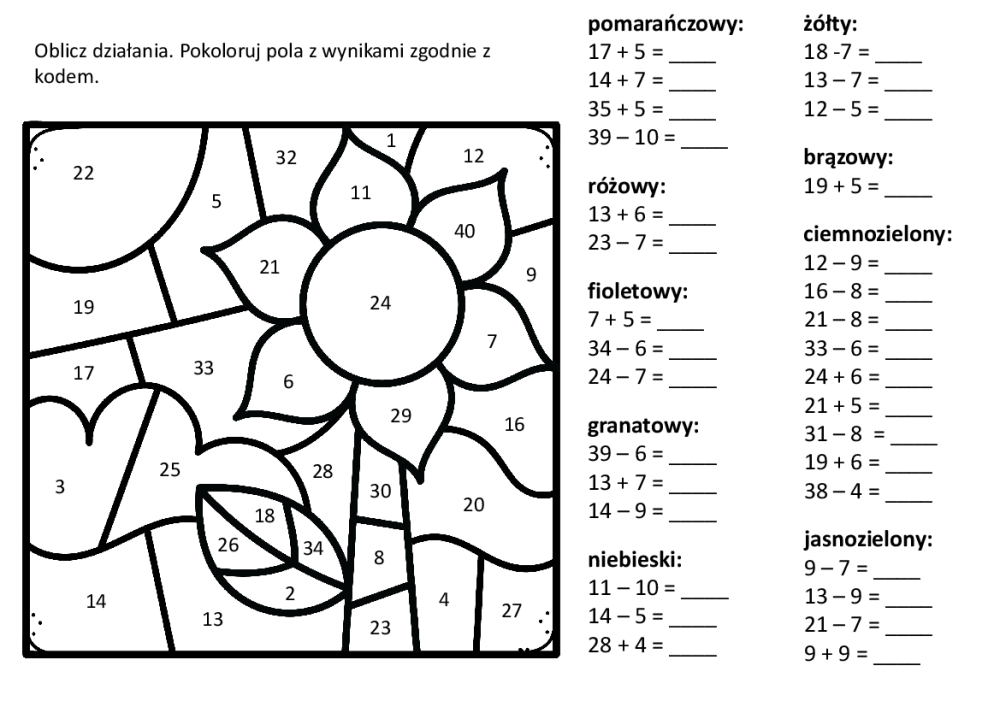 Oblicz działania. Pokoloruj pola z wynikami zgodnie z
kodem.
22
5
32
1
12
11
40
21
9
19
24
7
17
33
6
29
16
3
25
28
30
20
18
26
34
8
2
14
13
4
27
23
pomarańczowy:
17 + 5 = ____
14 + 7 = ____
35 + 5 = ____
39 – 10 = ____
różowy:
13 + 6 = ____
23 – 7 = ____
fioletowy:
7 + 5 = ____
34 – 6 = ____
24 – 7 = ____
granatowy:
39 – 6 = ____
13 + 7 = ____
14 – 9 = ____
niebieski:
11 – 10 = ____
14 – 5 = ____
28 + 4 = ____
żółty:
18 -7 = ____
13 – 7 = ____
12 – 5 = ____
brązowy:
19 + 5 = ____
ciemnozielony:
12 – 9 = ____
16 – 8 = ____
21 – 8 = ____
33 – 6 = ____
24 + 6 = ____
21 + 5 = ____
31 – 8 = ____
19 + 6 = ____
38 – 4 = ____
jasnozielony:
9 – 7 = ____
13 – 9 = ____
21 – 7 = ____
9 + 9 = ____